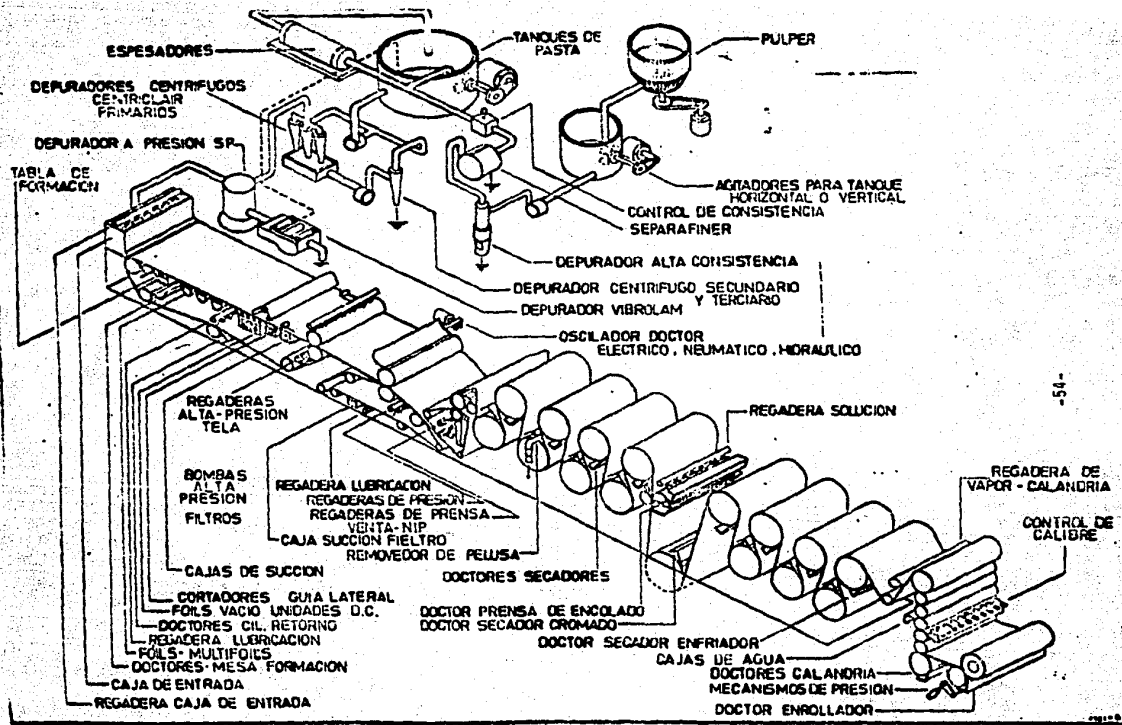 ESPESADORES
TANQUES DE
PASTA
PULPER
DEPURADORES CENTRIFUGOS
CENTRICLAIR
PRIMARIOS
DEPURADOR A PRESION SP
TABLA DE
FORMACION
AGITADORES PARA TANQUE
HORIZONTAL O VERTICAL
CONTROL DE CONSISTENCIA
SEPARAFINER
DEPURADOR ALTA CONSISTENCIA
DEPURADOR CENTRIFUGO SECUNDARIO
Y TERCIARIO
DEPURADOR VIBROLAM
OSCILADOR DOCTOR
ELECTRICO, NEUMATICO, HIDRAULICO
-54-
REGADERAS
ALTA-PRESION
TELA
REGADERA SOLUCION
BOMBAS
ALTA
PRESION
FILTROS
REGADERA LUBRICACION
REGADERAS DE PRESION
REGADERAS DE PRENSA
VENTA-NIP
CAJA SUCCION FIELTRO
REMOVEDOR DE PELUSA
REGADERA DE
VAPOR-CALANDRIA
CONTROL DE
CALIBRE
CAJAS DE SUCCION
DOCTORES SECADORES
CORTADORES GUIA LATERAL
FOILS VACIO UNIDADES D.C.
DOCTORES CIL. RETORNO
REGADERA LUBRICACION
FOILS-MULTIFOILS
DOCTORES-MESA FORMACION
CAJA DE ENTRADA
REGADERA CAJA DE ENTRADA
DOCTOR PRENSA DE ENCOLADO
DOCTOR SECADOR CROMADO
DOCTOR SECADOR ENFRIADOR
CAJAS DE AGUA
DOCTORES CALANDRIA
MECANISMOS DE PRESION
DOCTOR ENROLLADOR